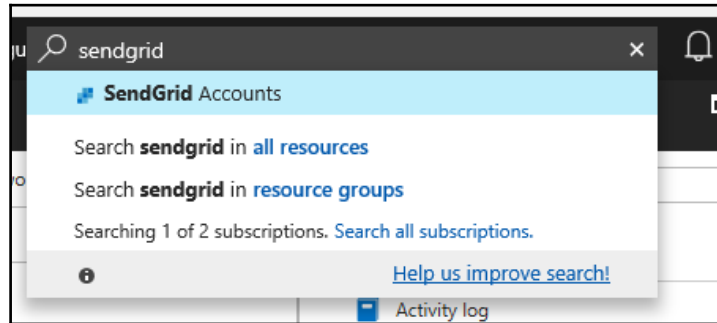 sendgrid
SendGrid Accounts
Search sendgrid in all resources
Search sendgrid in resource groups
Searching 1 of 2 subscriptions. Search all subscriptions.
Help us improve search!
Activity log